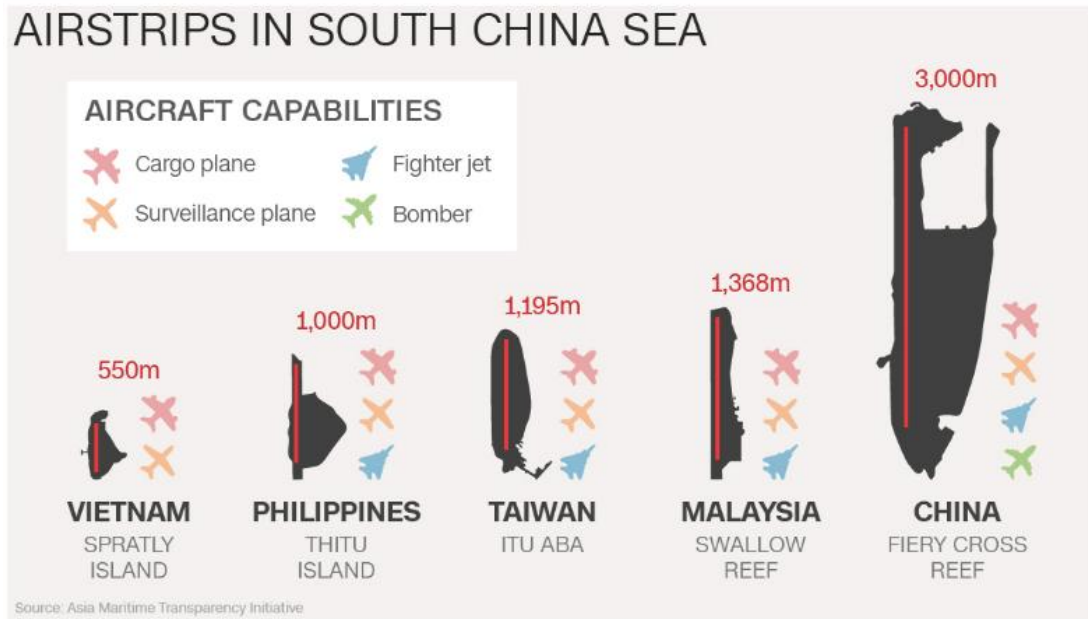 AIRSTRIPS IN SOUTH CHINA SEA
AIRCRAFT CAPABILITIES
Cargo plane
Fighter jet
Surveillance plane
Bomber
550m
1,000m
1,195m
1,368m
3,000m
VIETNAM
SPRATLY
ISLAND
PHILIPPINES
THITU
ISLAND
TAIWAN
ITU ABA
MALAYSIA
SWALLOW
REEF
CHINA
FIERY CROSS
REEF
Source: Asia Maritime Transparency Initiative